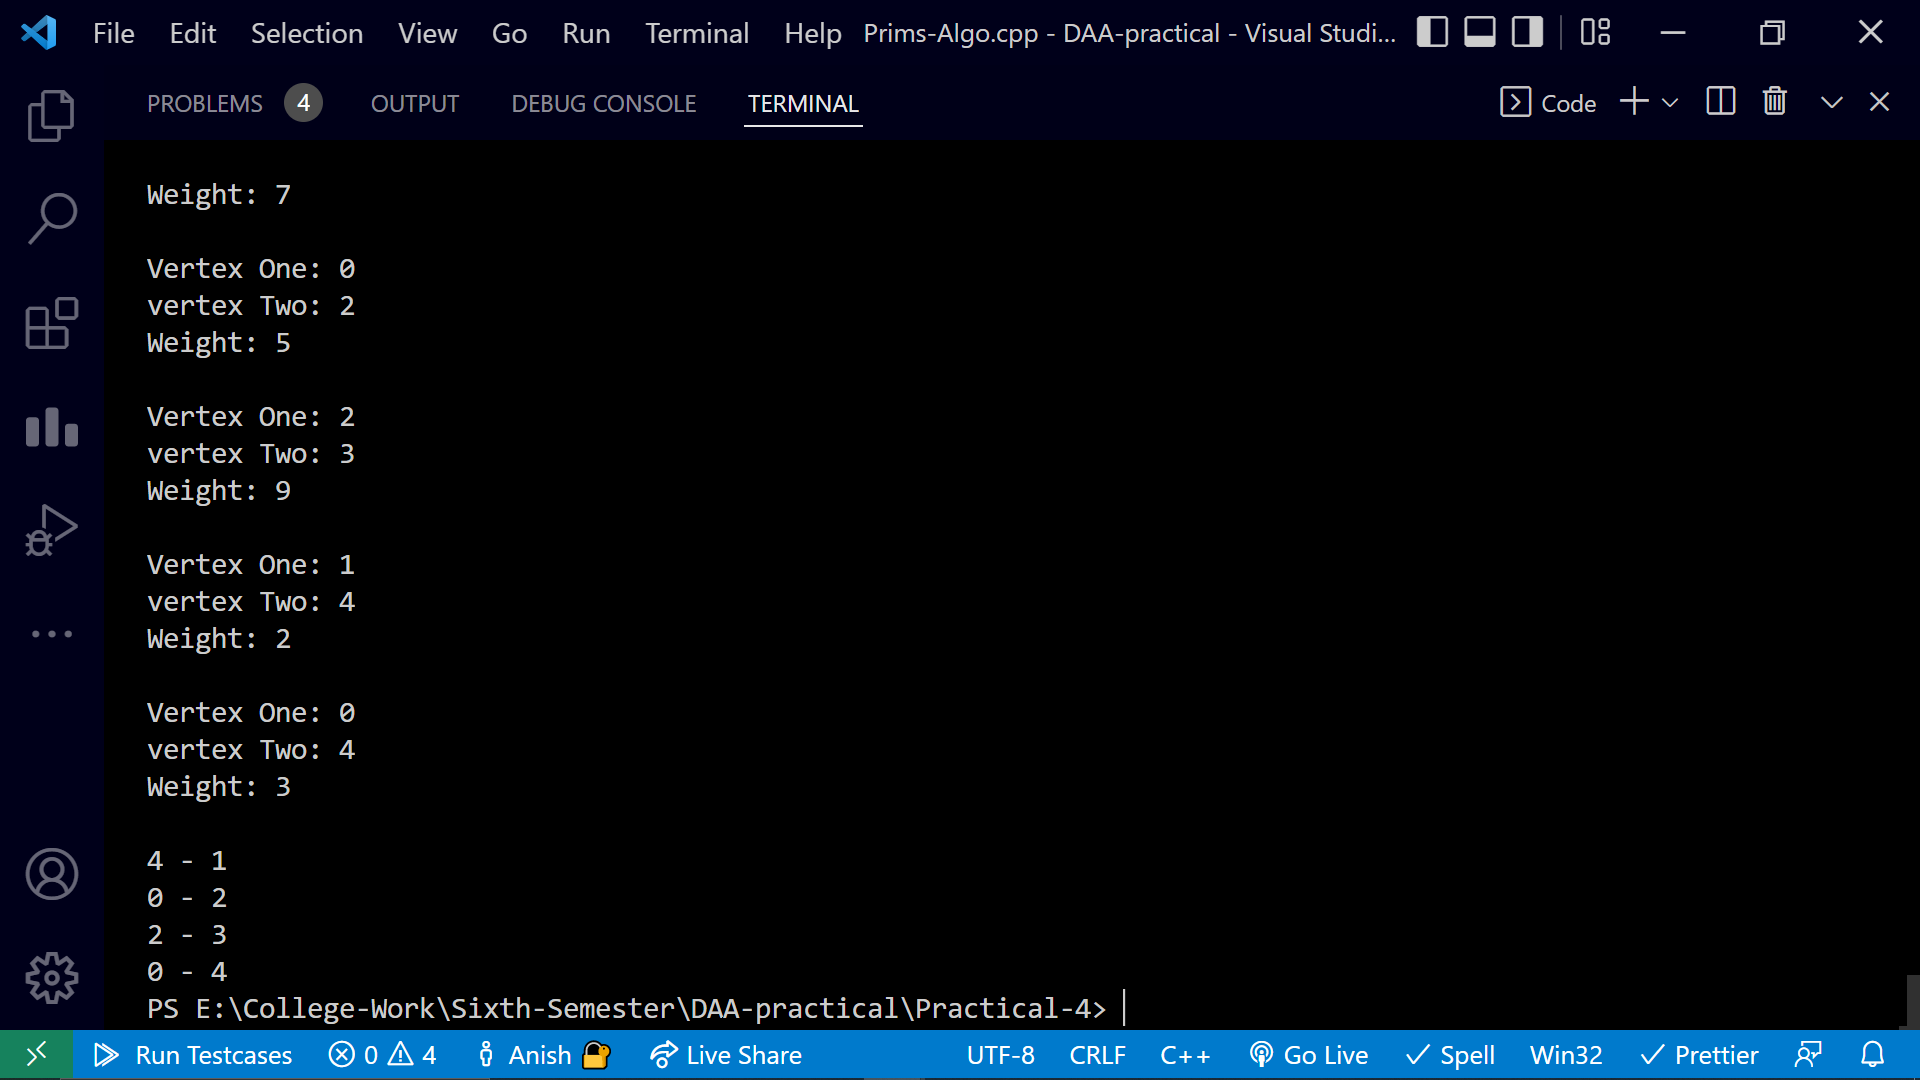 File Edit Selection View Go Run Terminal Help Prims-Algo.cpp - DAA-practical - Visual Studi...
PROBLEMS 4 OUTPUT DEBUG CONSOLE TERMINAL Code
Weight: 7
Vertex One: 0
vertex Two: 2
Weight: 5
Vertex One: 2
vertex Two: 3
Weight: 9
Vertex One: 1
vertex Two: 4
Weight: 2
Vertex One: 0
vertex Two: 4
Weight: 3
4 - 1
0 - 2
2 - 3
0 - 4
PS E:\College-Work\Sixth-Semester\DAA-practical\Practical-4>
Run Testcases 0 4 Anish Live Share UTF-8 CRLF C++ Go Live Spell Win32 Prettier